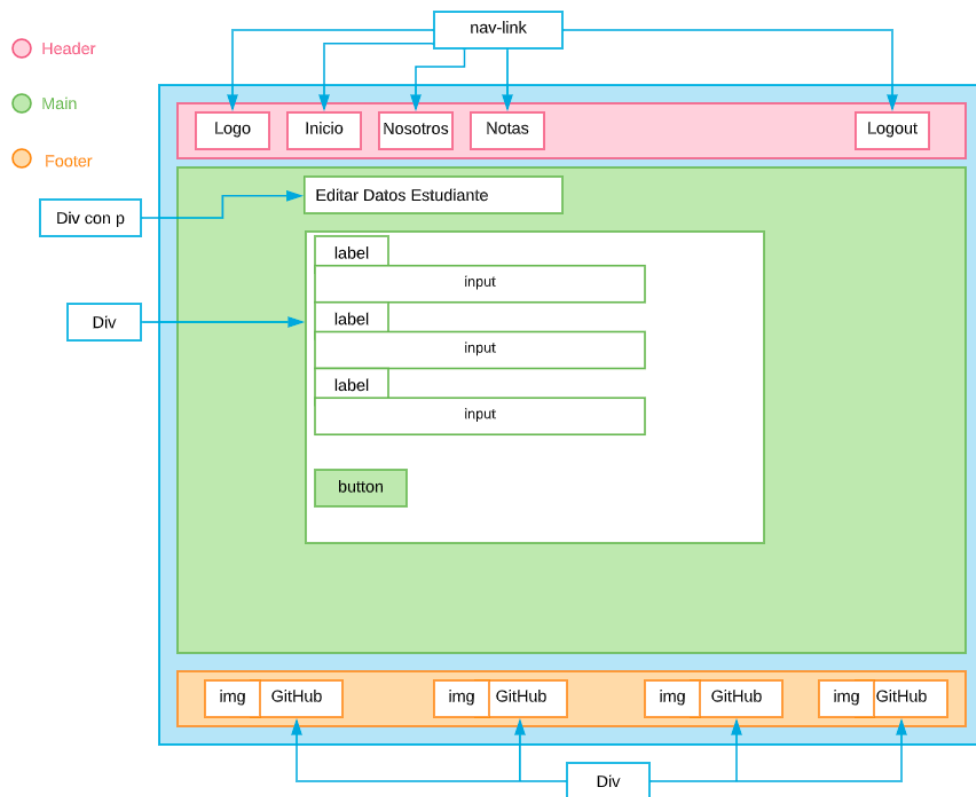 nav-link
Header
Main
Footer
Logo
Inicio
Nosotros
Notas
Logout
Div con p
Editar Datos Estudiante
Div
label
input
label
input
label
input
button
img
GitHub
img
GitHub
img
GitHub
img
GitHub
Div